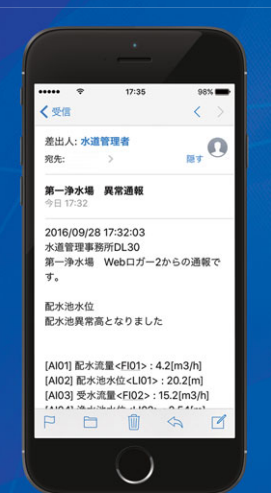 17:35
98%
受信
差出人: 水道管理者
宛先:
隠す
第一浄水場 異常通報
今日 17:32
2016/09/28 17:32:03
水道管理事務所DL30
第一浄水場 Webロガー2からの通報で
す。
配水池水位
配水池異常高となりました
[AI01] 配水流量<FI01> : 4.2[m3/h]
[AI02] 配水池水位<LI01> : 20.2[m]
[AI03] 受水流量<FI02> : 15.2[m3/h]